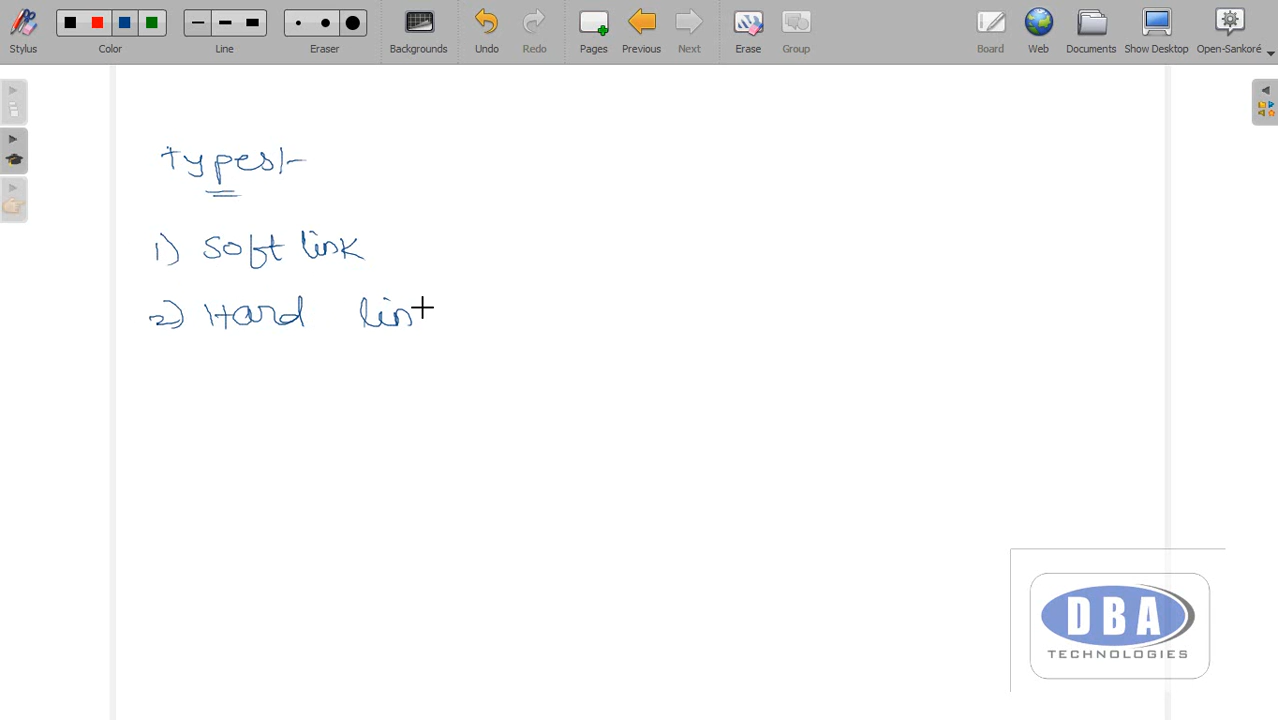 Stylus
Color
Line
Eraser
Backgrounds
Undo
Redo
Pages
Previous
Next
Erase
Group
Board
Web
Documents
Show Desktop
Open-Sankoré
Types:-
1) Soft link
2) Hard lin
DBA
TECHNOLOGIES